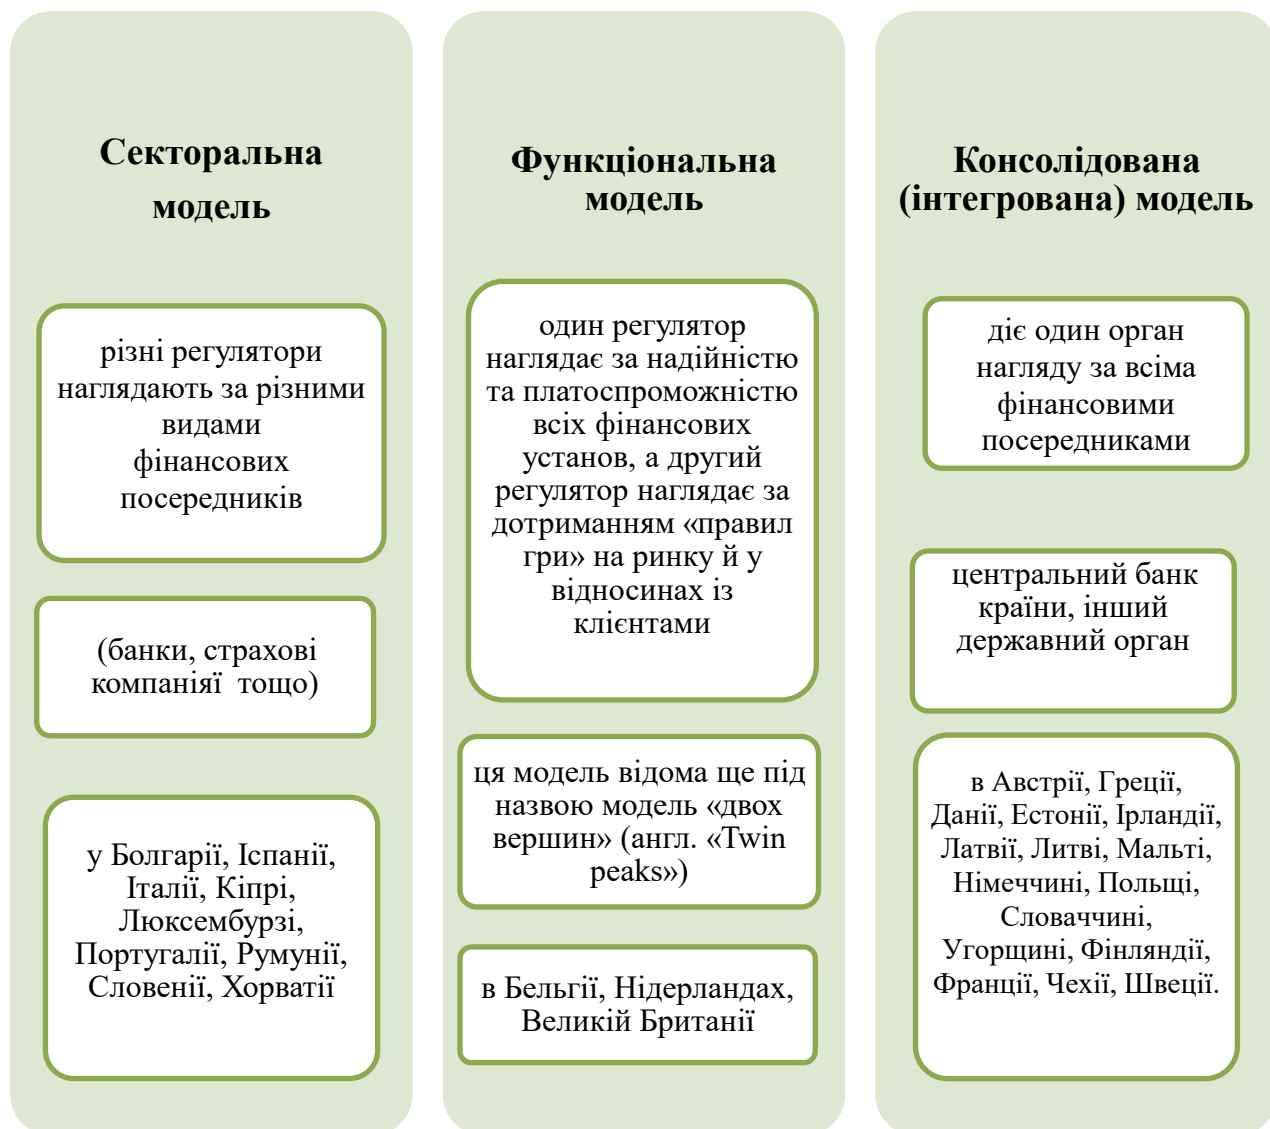 Секторальна
модель
різні регулятори
наглядають за різними
видами
фінансових
посередників
(банки, страхові
компаніяї тощо)
у Болгарії, Іспанії,
Італії, Кіпрі,
Люксембурзі,
Португалії, Румунії,
Словенії, Хорватії
Функціональна
модель
один регулятор
наглядає за надійністю
та платоспроможністю
всіх фінансових
установ, а другий
регулятор наглядає за
дотриманням «правил
гри» на ринку й у
відносинах із
клієнтами
ця модель відома ще під
назвою модель «двох
вершин» (англ. «Twin
peaks»)
в Бельгії, Нідерландах,
Великій Британії
Консолідована
(інтегрована) модель
діє один орган
нагляду за всіма
фінансовими
посередниками
центральний банк
країни, інший
державний орган
в Австрії, Греції,
Данії, Естонії, Ірландії,
Латвії, Литві, Мальті,
Німеччині, Польщі,
Словаччині,
Угорщині, Фінляндії,
Франції, Чехії, Швеції.